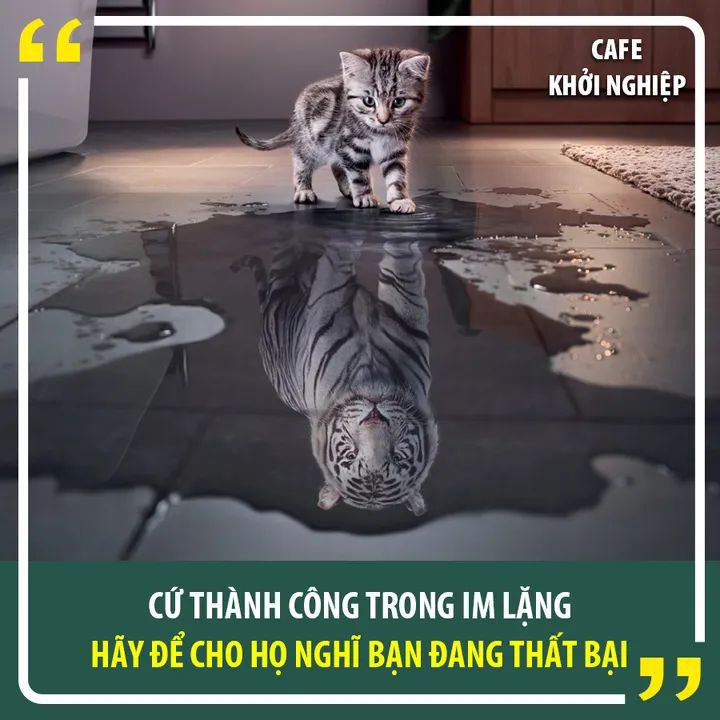 CAFE
KHỞI NGHIỆP
CỨ THÀNH CÔNG TRONG IM LẶNG
HÃY ĐỂ CHO HỌ NGHĨ BẠN ĐANG THẤT BẠI